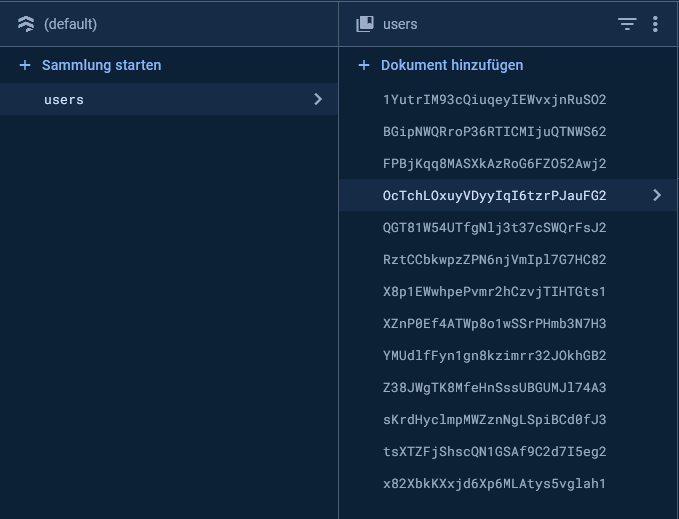 (default)
users
Sammlung starten
Dokument hinzufügen
users
1YutrIM93cQiuqeyIEWvxjnRuSO2
BGipNWQRroP36RTICMIjuQTNWS62
FPBjKqq8MASXkAzRoG6FZO52Awj2
OcTchLOxuyVDyyIqI6tzrPJauFG2
QGT81W54UTfgNlj3t37cSWQrFsJ2
RztCCbkwpzZPN6njVmIpl7G7HC82
X8p1EWwhpePvmr2hCzvjTIHTGts1
XZnP0Ef4ATWp8o1wSSrPHmb3N7H3
YMUdlfFyn1gn8kzimrr32JOkhGB2
Z38JWgTK8MfeHnSssUBGUMJl74A3
sKrdHyclmpMWZznNgLSpiBCd0fJ3
tsXTZFjShscQN1GSAf9C2d7I5eg2
x82XbkKXxjd6Xp6MLAtys5vglah1